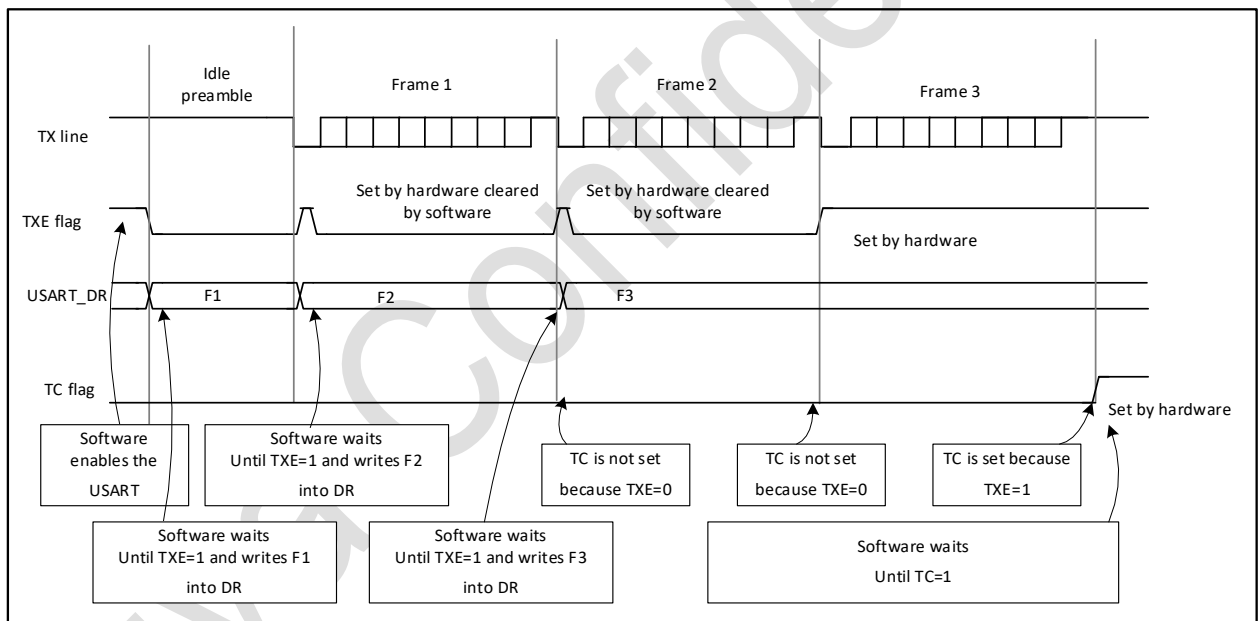 Idle
preamble
Frame 1
Frame 2
Frame 3
TX line
Set by hardware cleared
by software
Set by hardware cleared
by software
TXE flag
Set by hardware
USART_DR
F1
F2
F3
TC flag
Set by hardware
Software
enables the
USART
Software waits
Until TXE=1 and writes F2
into DR
TC is not set
because TXE=0
TC is not set
because TXE=0
TC is set because
TXE=1
Software waits
Until TXE=1 and writes F1
into DR
Software waits
Until TXE=1 and writes F3
into DR
Software waits
Until TC=1